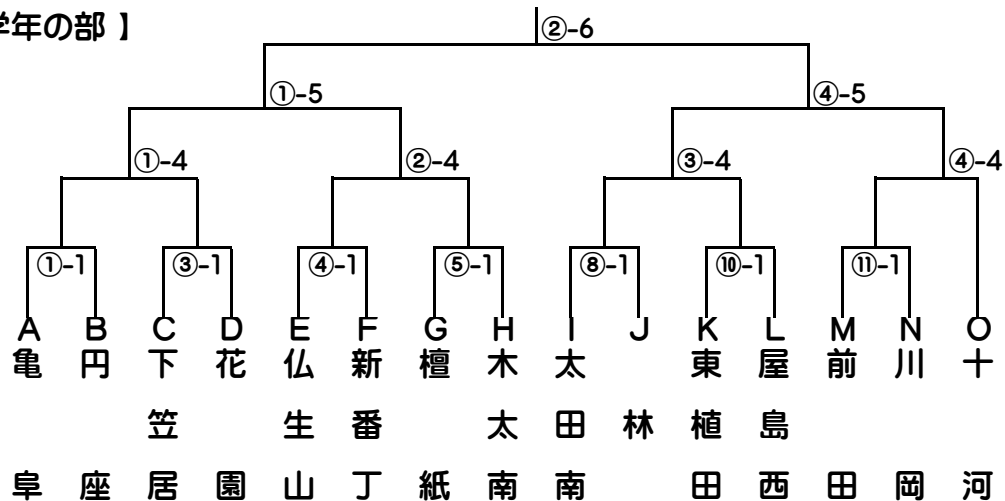 学年の部 】
②-6
①-5
④-5
①-4
②-4
③-4
④-4
①-1
③-1
④-1
⑤-1
⑧-1
⑩-1
⑪-1
A
B
C
D
E
F
G
H
I
J
K
L
M
N
O
亀阜
円座
下笠居
花園
仏生山
新番丁
檀紙
木太南
太田南
林
東植田
屋島西
前田
川岡
十河